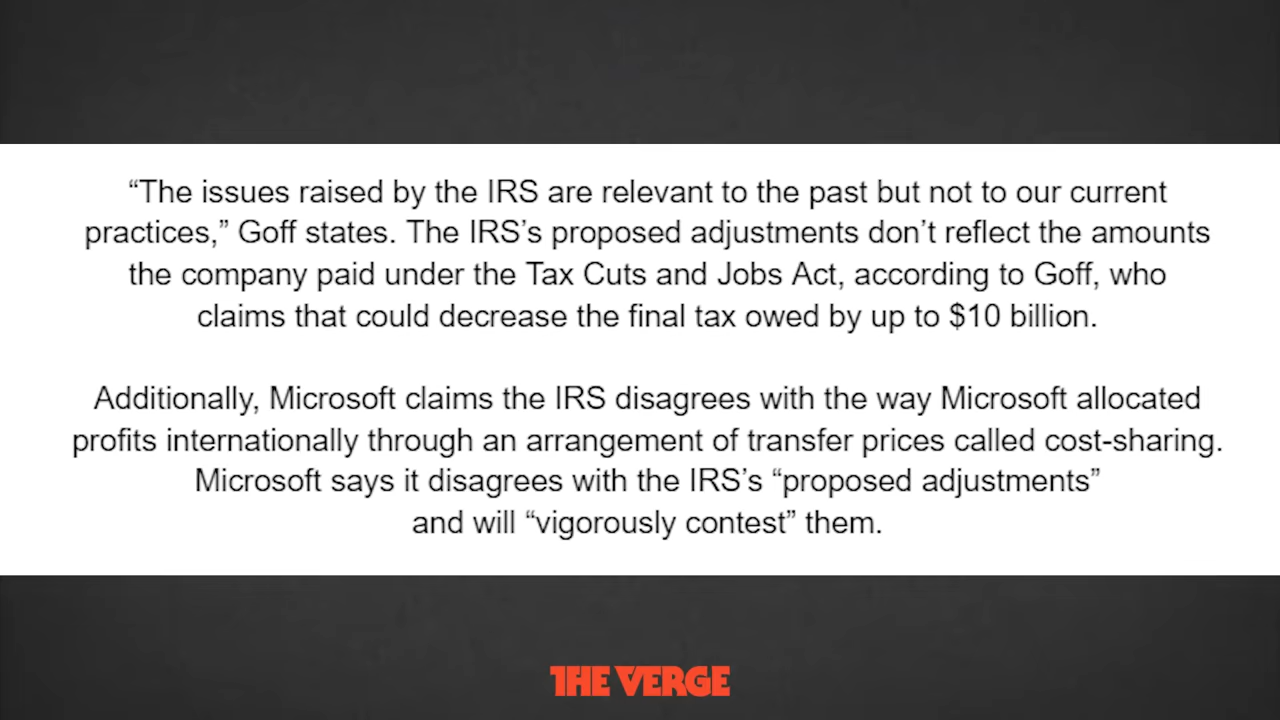 “The issues raised by the IRS are relevant to the past but not to our current
practices,” Goff states. The IRS’s proposed adjustments don’t reflect the amounts
the company paid under the Tax Cuts and Jobs Act, according to Goff, who
claims that could decrease the final tax owed by up to $10 billion.
Additionally, Microsoft claims the IRS disagrees with the way Microsoft allocated
profits internationally through an arrangement of transfer prices called cost-sharing.
Microsoft says it disagrees with the IRS’s “proposed adjustments”
and will “vigorously contest” them.
THE VERGE